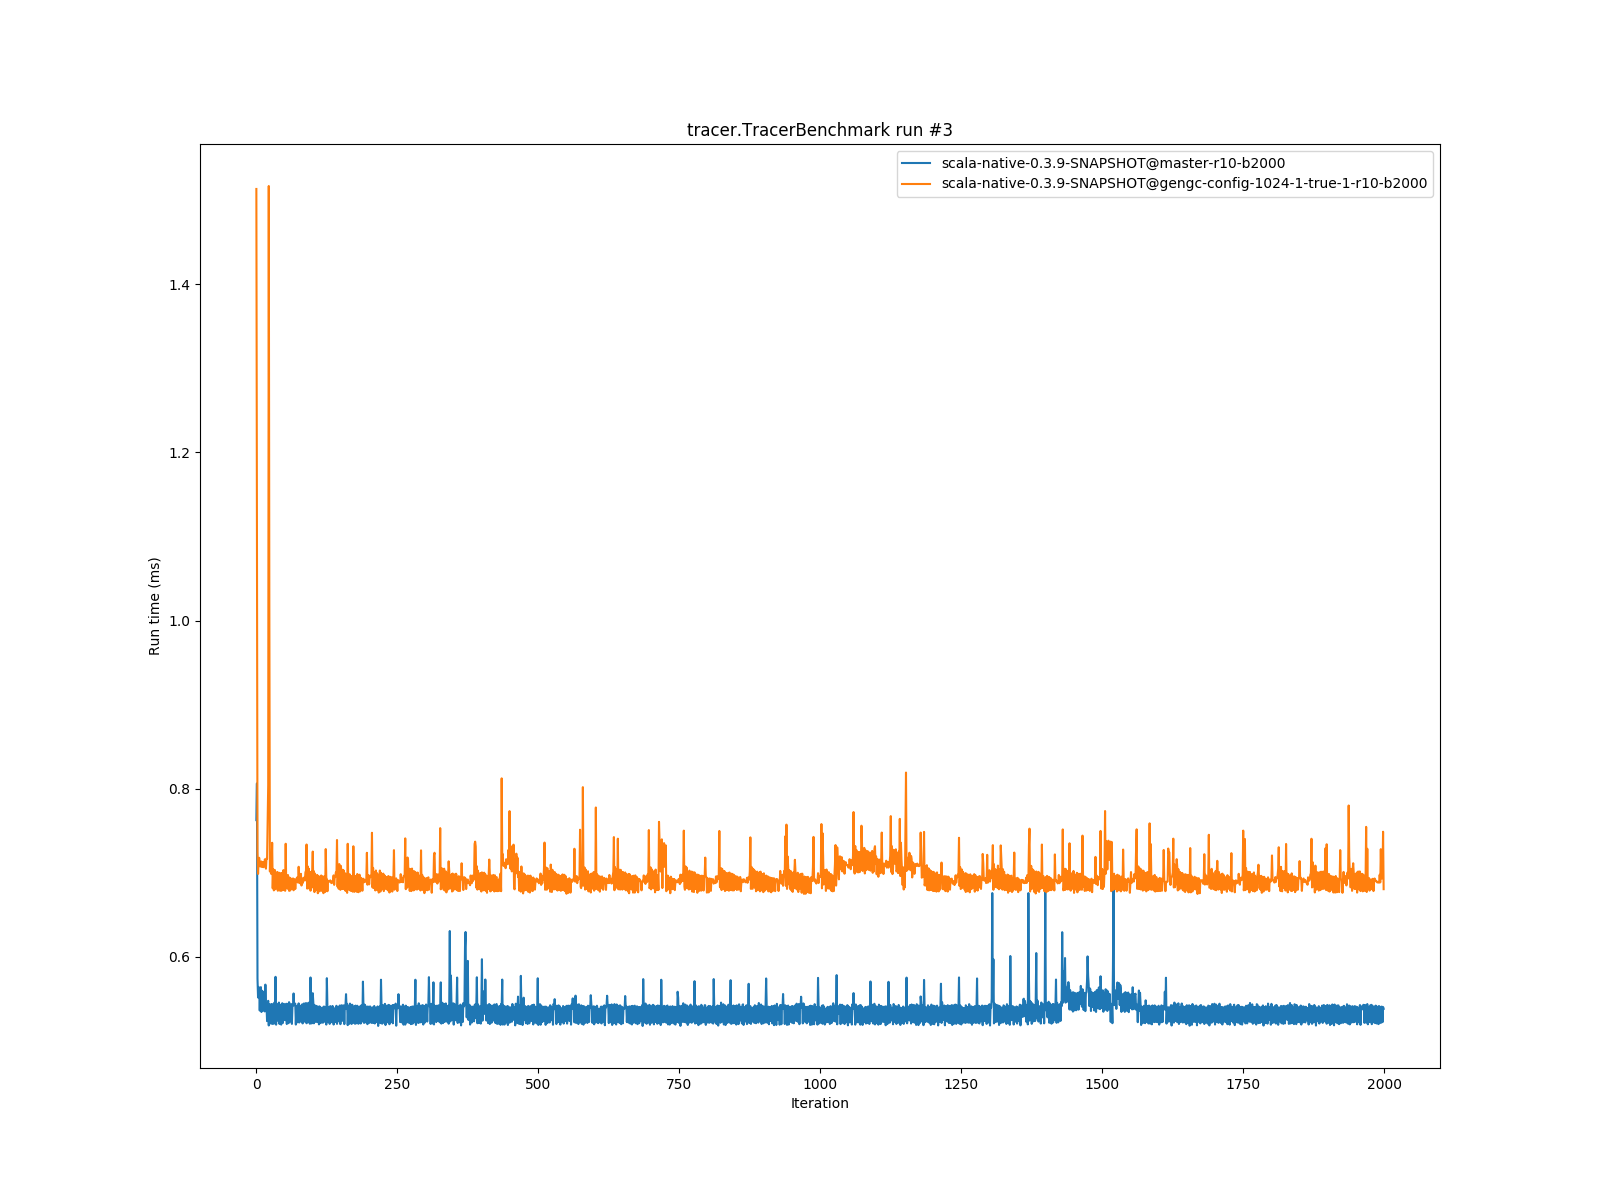 tracer.TracerBenchmark run #3
scala-native-0.3.9-SNAPSHOT@master-r10-b2000
scala-native-0.3.9-SNAPSHOT@gengc-config-1024-1-true-1-r10-b2000
1.4
1.2
1.0
0.8
0.6
Run time (ms)
0 250 500 750 1000 1250 1500 1750 2000
Iteration